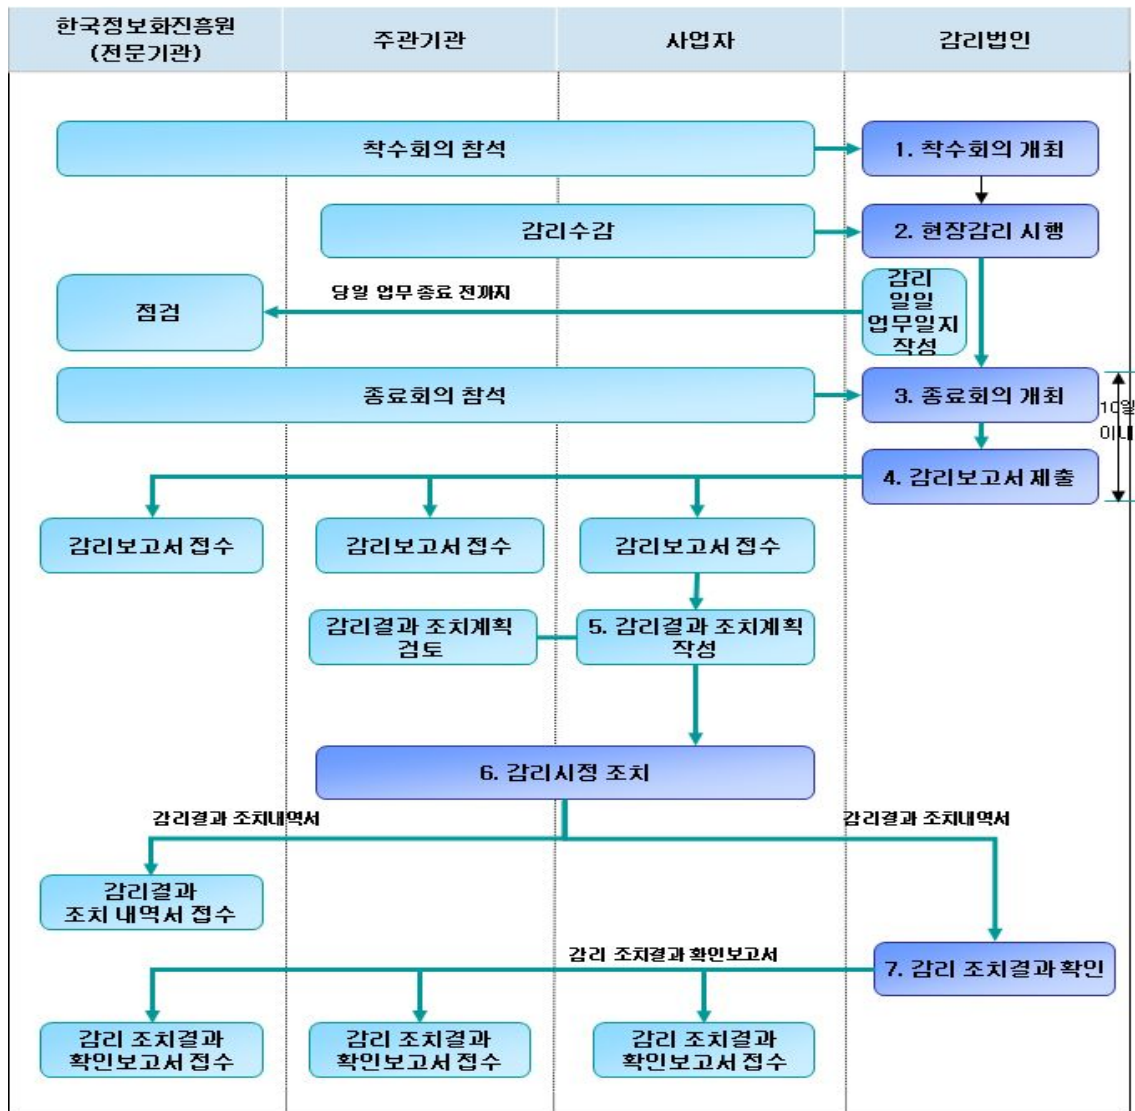 한국정보화진흥원
(전문기관)
주관기관
사업자
감리법인
착수회의 참석
1. 착수회의 개최
감리수감
2. 현장감리 시행
점검
당일 업무 종료 전까지
감리
일일
업무일지
작성
종료회의 참석
3. 종료회의 개최
10일
이내
4. 감리보고서 제출
감리보고서 접수
감리보고서 접수
감리보고서 접수
감리결과 조치계획
검토
5. 감리결과 조치계획
작성
6. 감리시정 조치
감리결과 조치내역서
감리결과 조치내역서
감리결과
조치 내역서 접수
감리 조치결과 확인보고서
7. 감리 조치결과 확인
감리 조치결과
확인보고서 접수
감리 조치결과
확인보고서 접수
감리 조치결과
확인보고서 접수